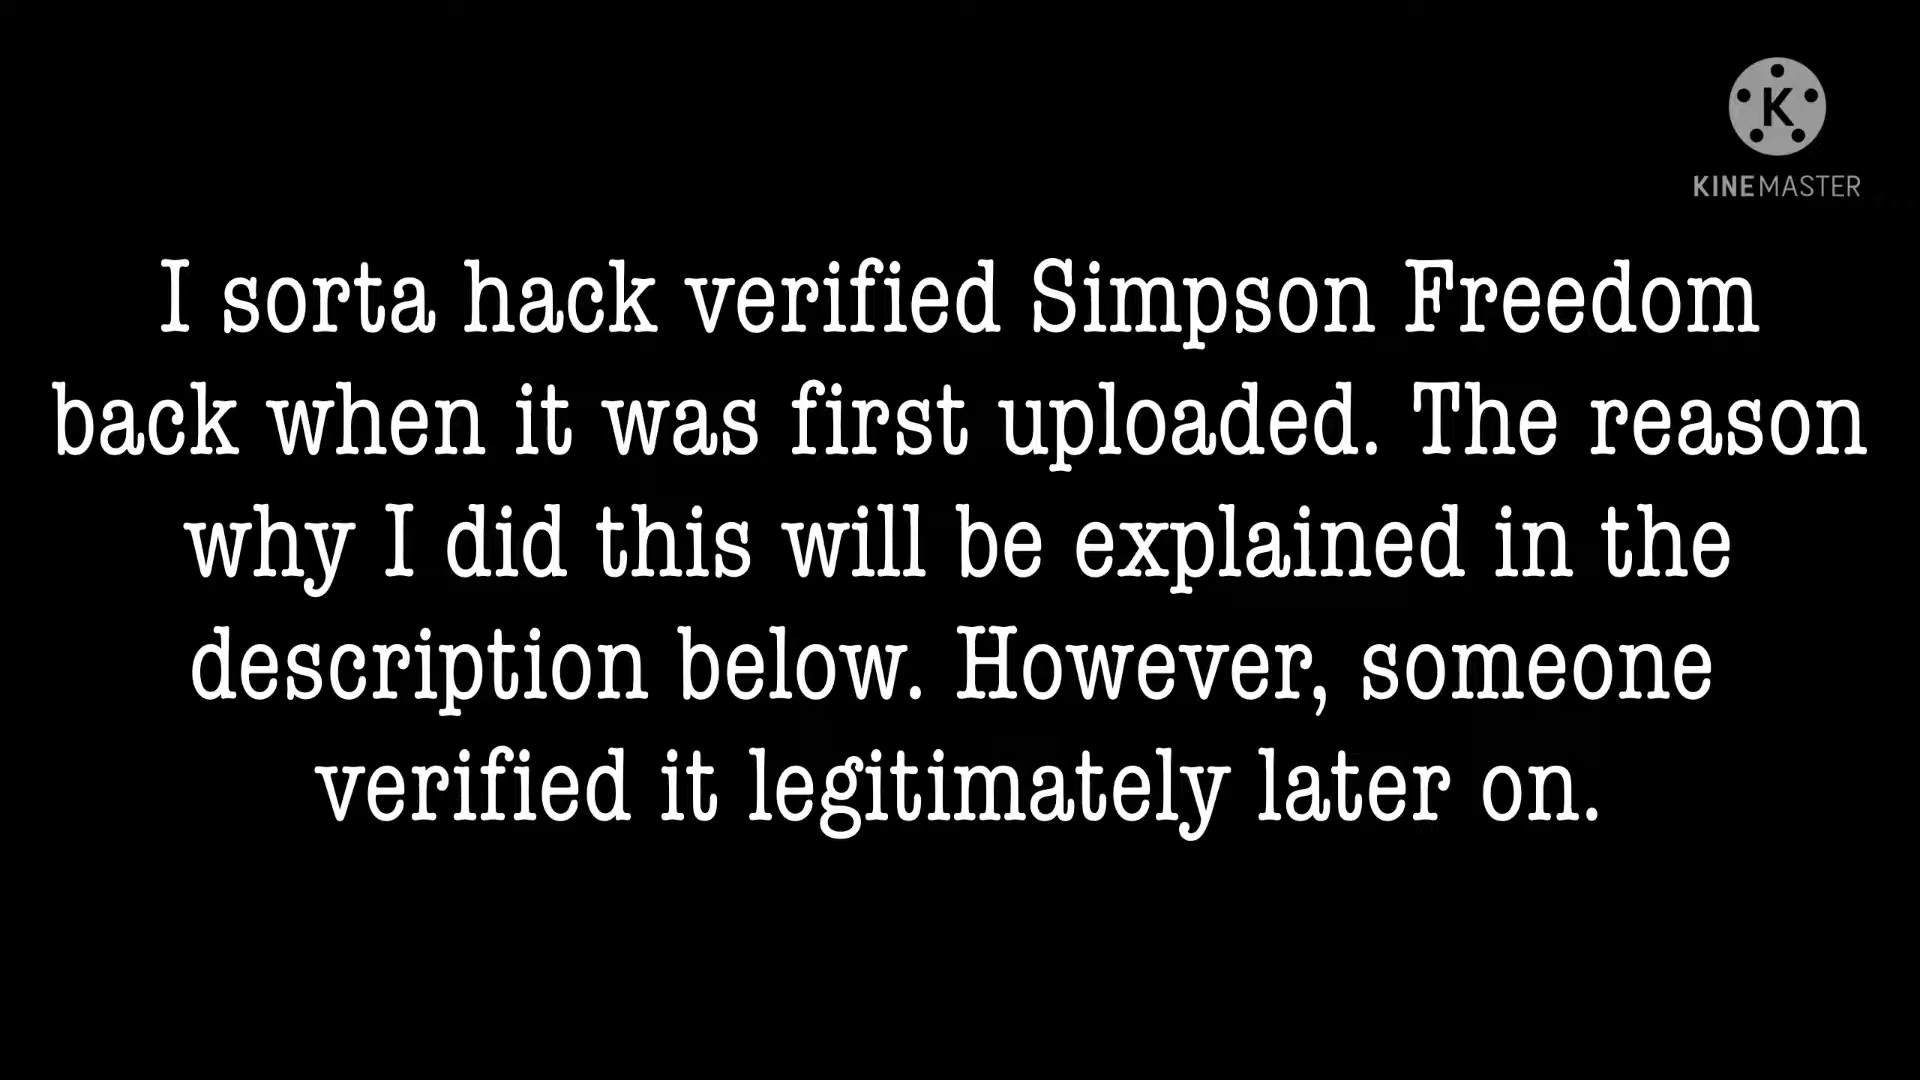 K
KINEMASTER
I sorta hack verified Simpson Freedom
back when it was first uploaded. The reason
why I did this will be explained in the
description below. However, someone
verified it legitimately later on.